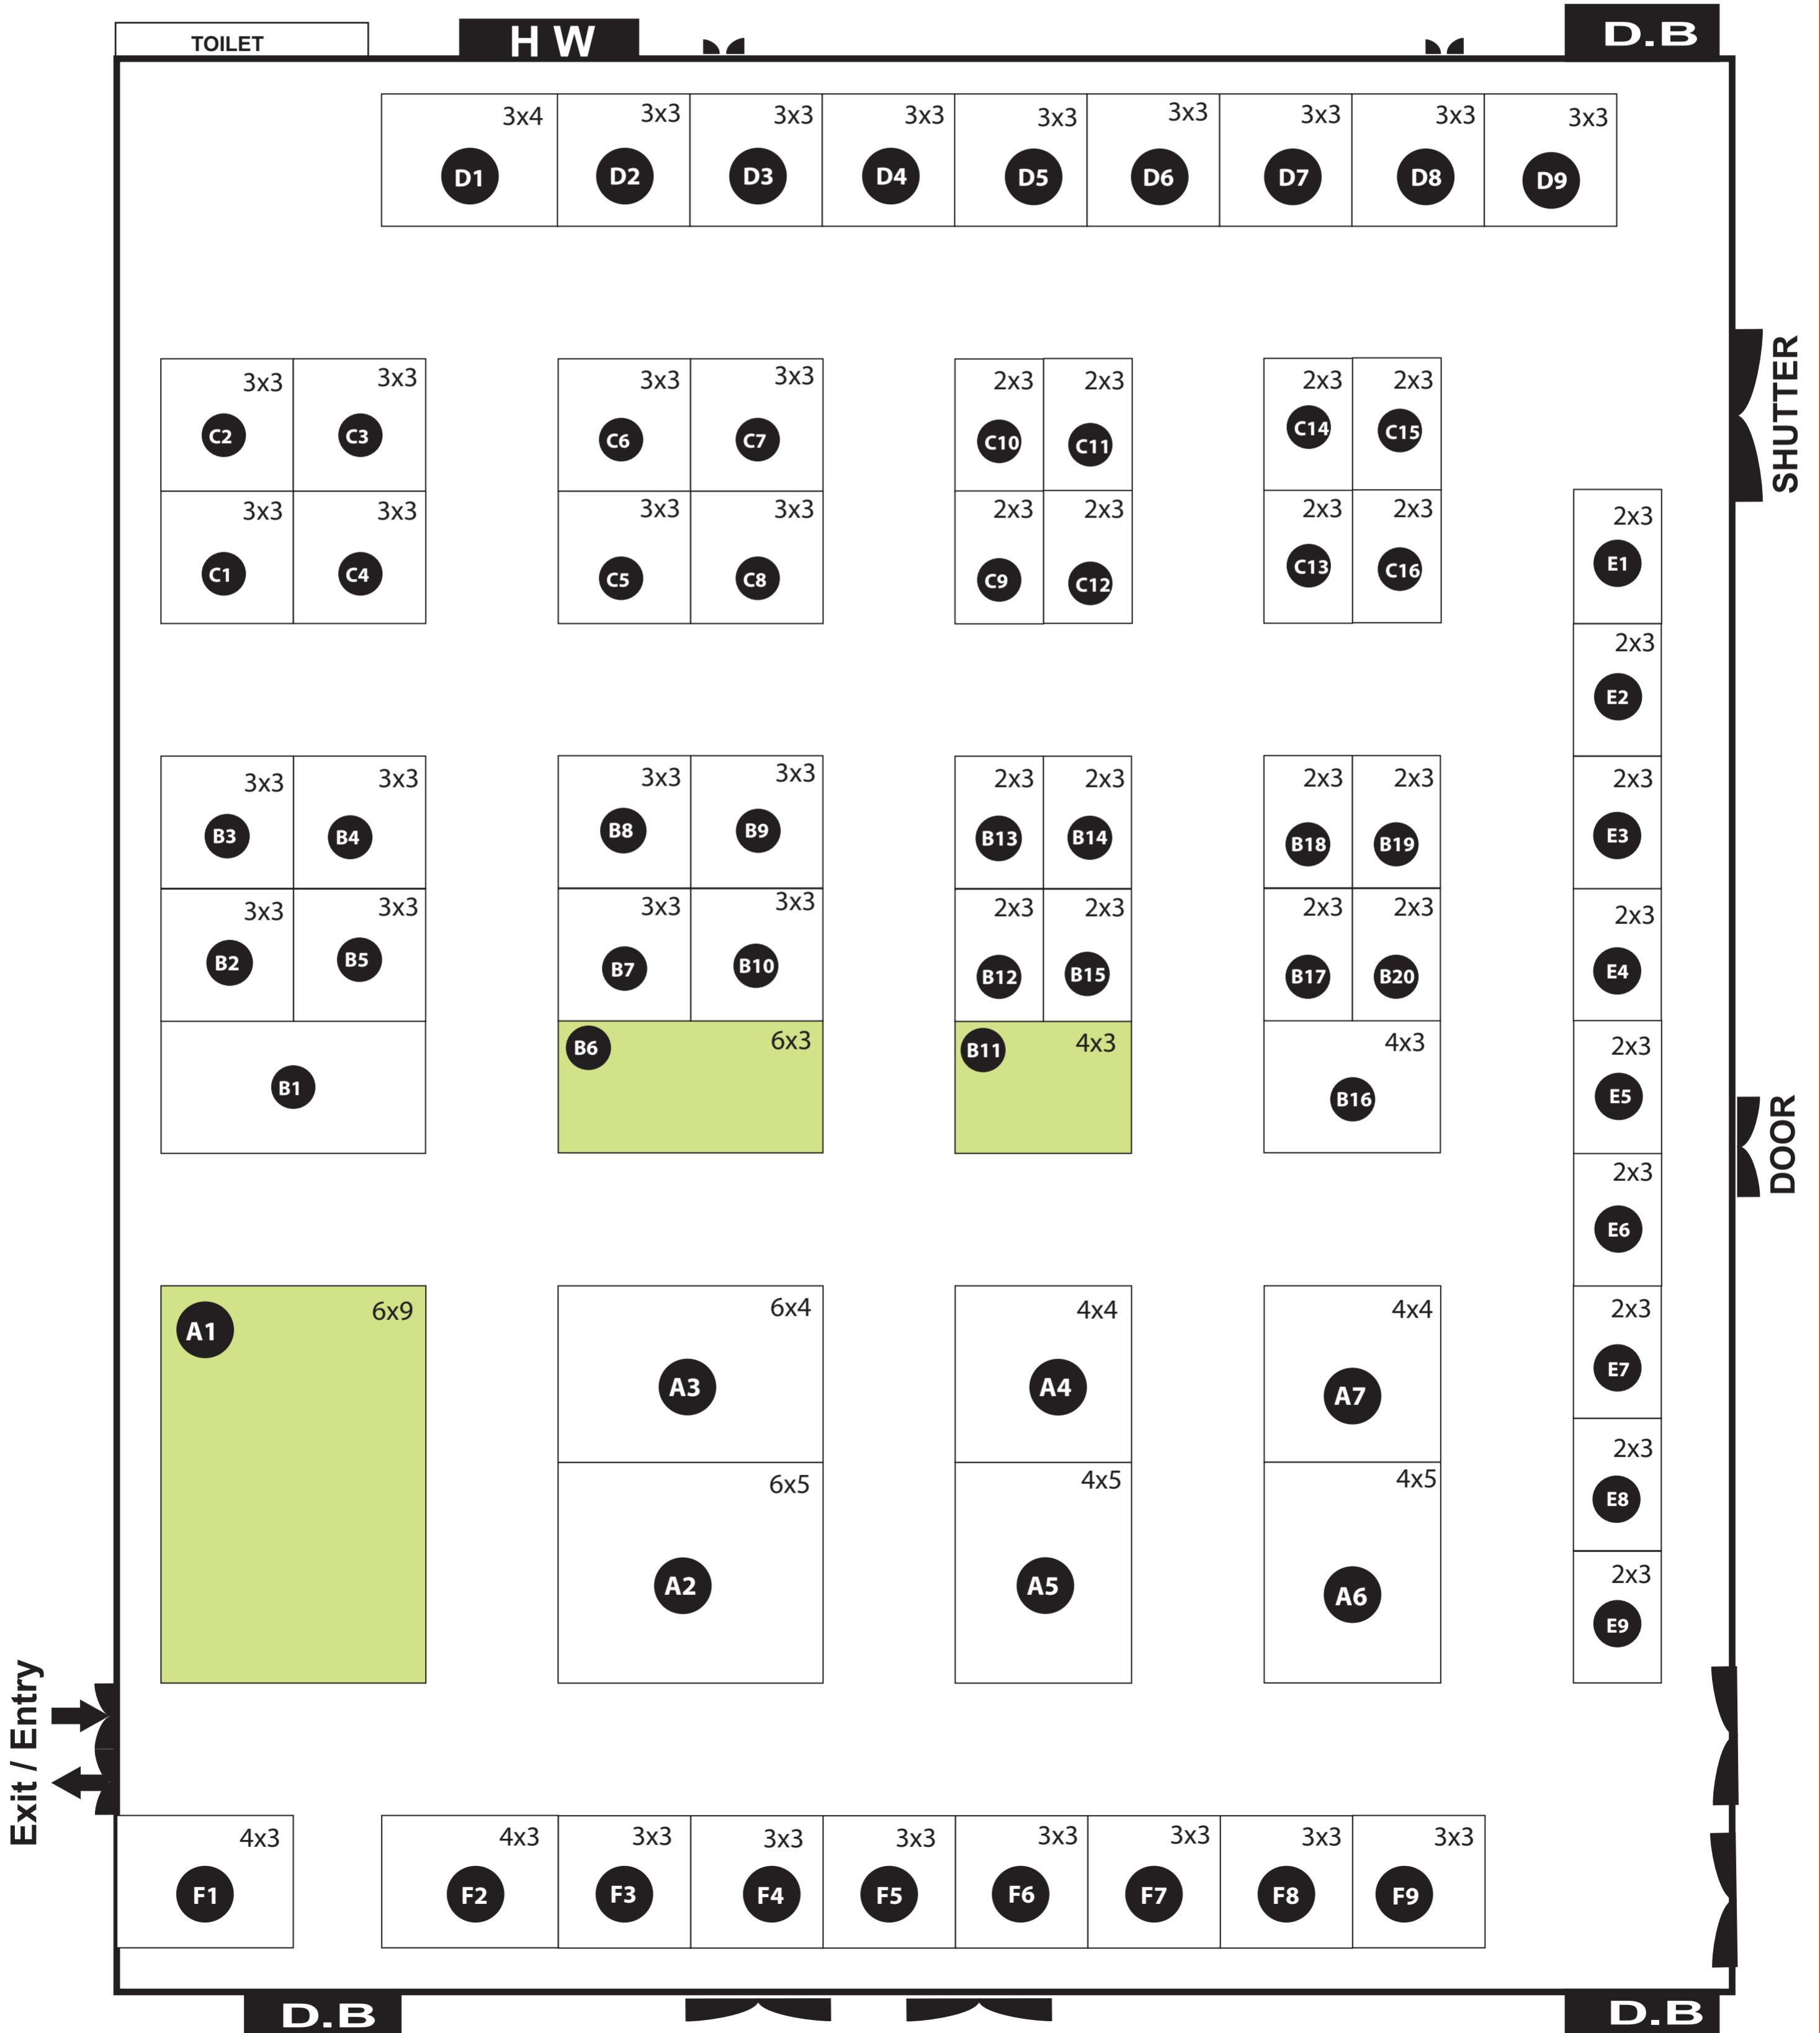 TOILET
H W
D.B
3x4 3x3 3x3 3x3 3x3 3x3 3x3 3x3 3x3
D1 D2 D3 D4 D5 D6 D7 D8 D9
SHUTTER
3x3 3x3 3x3 3x3 2x3 2x3 2x3 2x3
C2 C3 C6 C7 C10 C11 C14 C15
3x3 3x3 3x3 3x3 2x3 2x3 2x3 2x3 2x3
C1 C4 C5 C8 C9 C12 C13 C16 E1
2x3
E2
3x3 3x3 3x3 3x3 2x3 2x3 2x3 2x3 2x3
B3 B4 B8 B9 B13 B14 B18 B19 E3
3x3 3x3 3x3 3x3 2x3 2x3 2x3 2x3 2x3
B2 B5 B7 B10 B12 B15 B17 B20 E4
B6 6x3 B11 4x3 4x3 2x3
B1 B16 E5
DOOR
2x3
E6
A1 6x9 6x4 4x4 4x4 2x3
A3 A4 A7 E7
6x5 4x5 4x5 2x3
E8
A2 A5 A6 2x3
E9
Exit / Entry
4x3 4x3 3x3 3x3 3x3 3x3 3x3 3x3 3x3
F1 F2 F3 F4 F5 F6 F7 F8 F9
D.B D.B